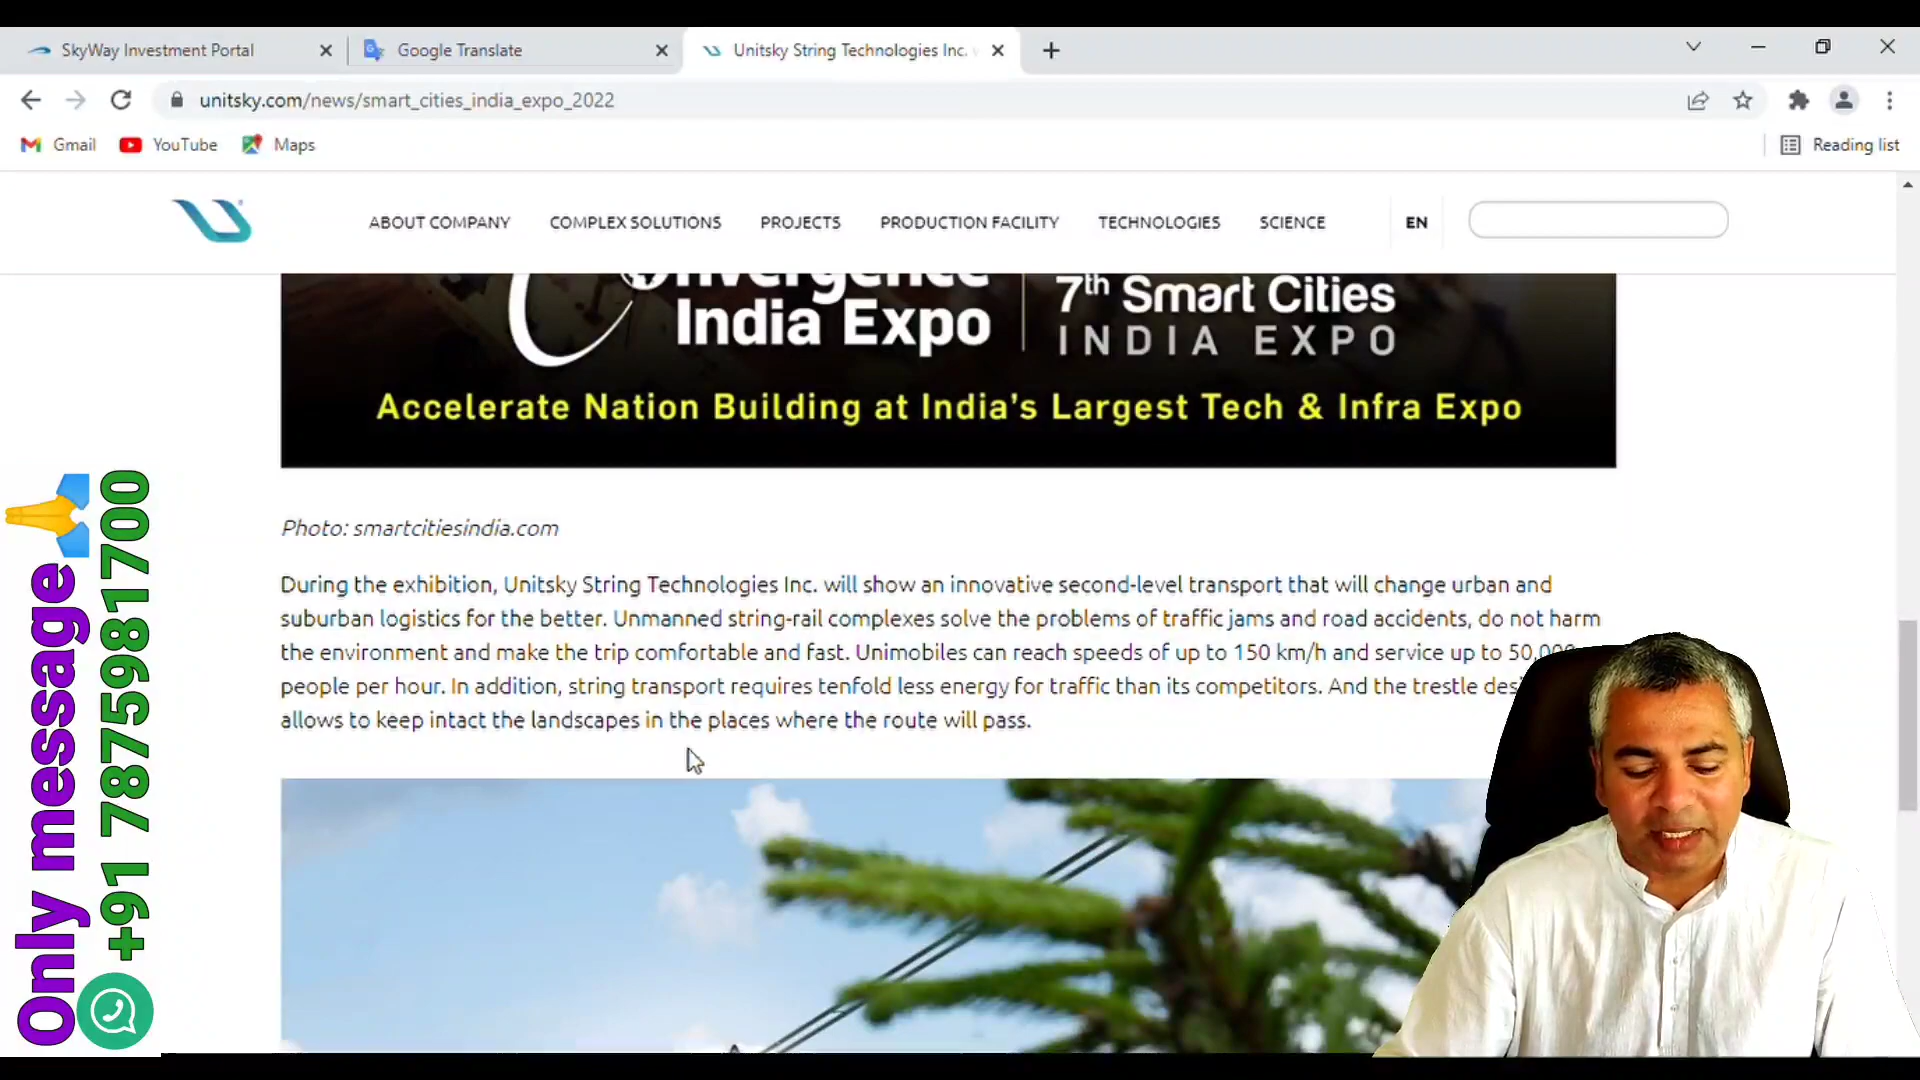 SkyWay Investment Portal
Google Translate
Unitsky String Technologies Inc.
unitsky.com/news/smart_cities_india_expo_2022
Gmail
YouTube
Maps
Reading list
ABOUT COMPANY
COMPLEX SOLUTIONS
PROJECTS
PRODUCTION FACILITY
TECHNOLOGIES
SCIENCE
EN
Convergence
India Expo
7th Smart Cities
INDIA EXPO
Accelerate Nation Building at India's Largest Tech & Infra Expo
Photo: smartcitiesindia.com
During the exhibition, Unitsky String Technologies Inc. will show an innovative second-level transport that will change urban and
suburban logistics for the better. Unmanned string-rail complexes solve the problems of traffic jams and road accidents, do not harm
the environment and make the trip comfortable and fast. Unimobiles can reach speeds of up to 150 km/h and service up to 50,000
people per hour. In addition, string transport requires tenfold less energy for traffic than its competitors. And the trestle
allows to keep intact the landscapes in the places where the route will pass.
Only message
+91 7875981700